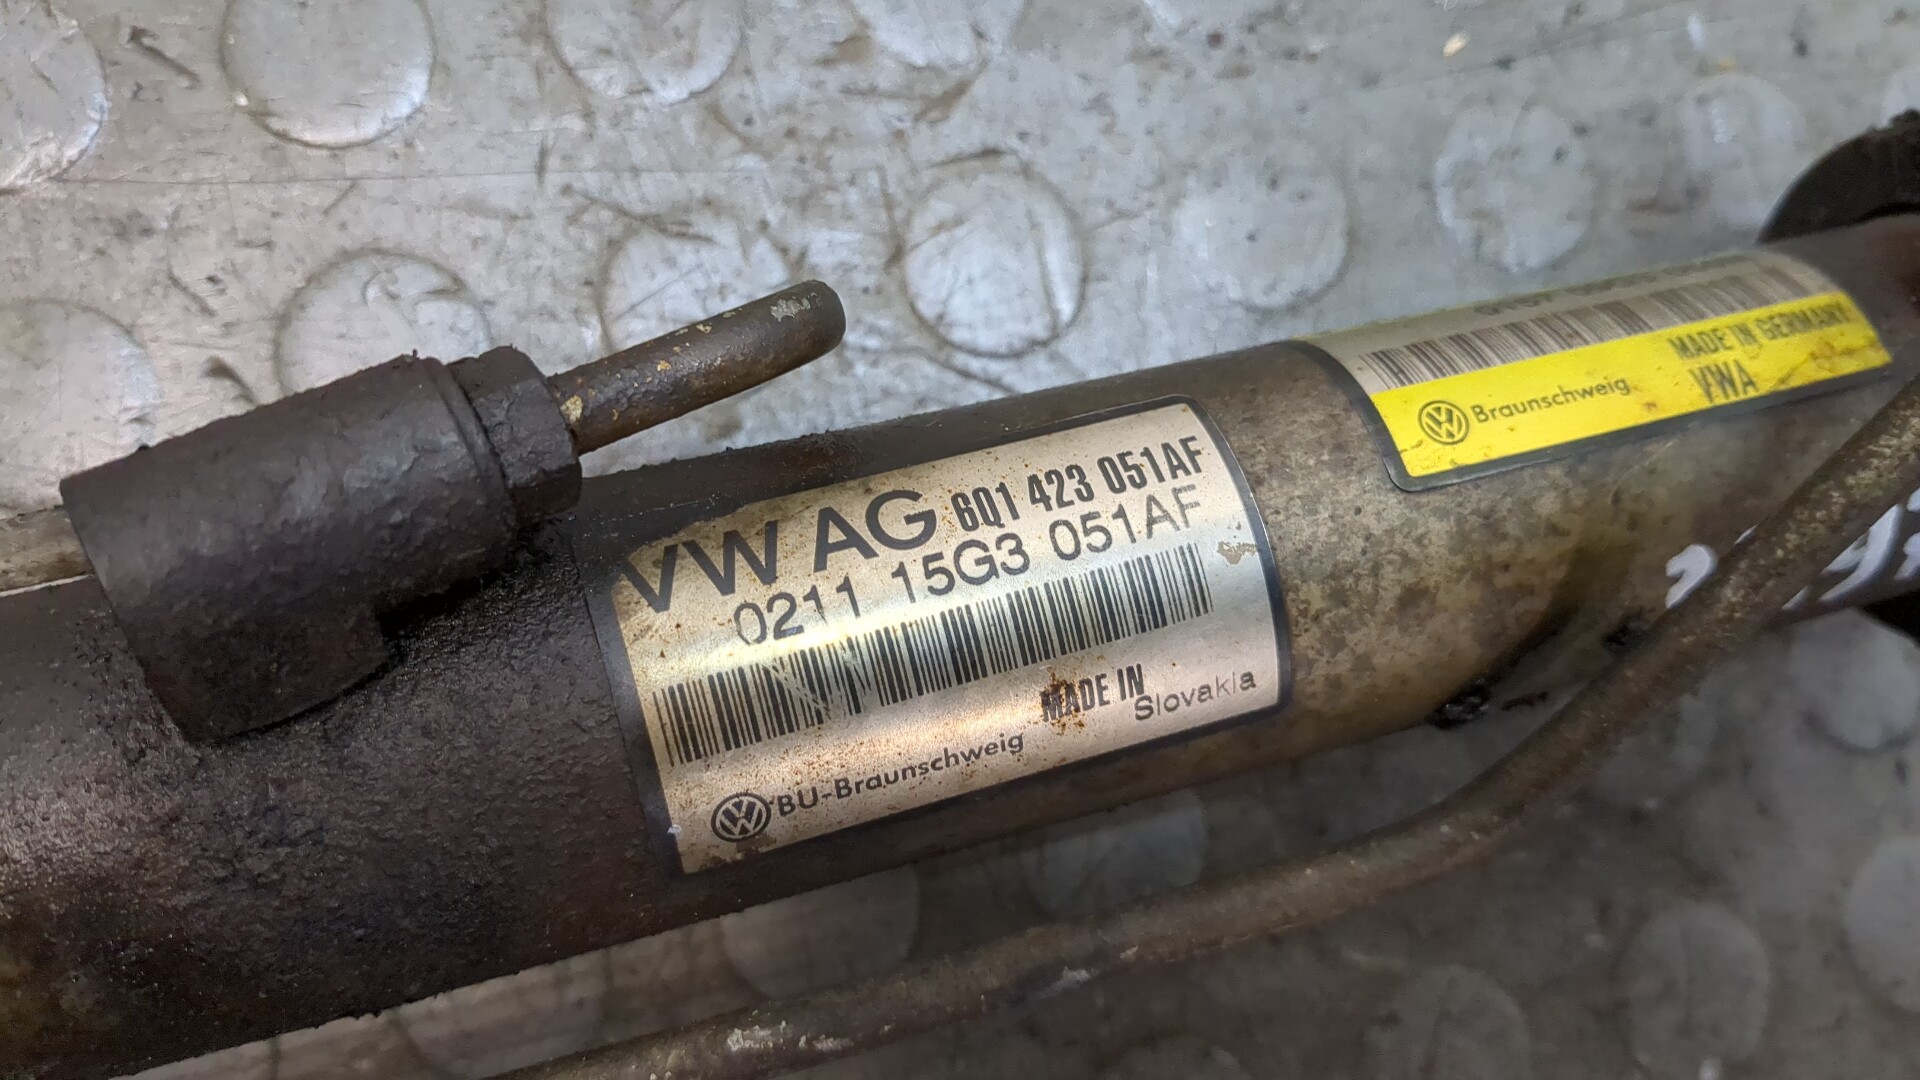 VW AG 6Q1 423 051AF
0211 15G3 051AF
MADE IN
Slovakia
BU-Braunschweig
MADE IN GERMANY
Braunschweig VWA